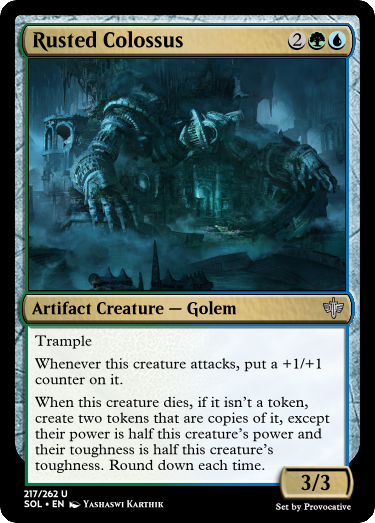 Rusted Colossus 2
Artifact Creature — Golem
Trample
Whenever this creature attacks, put a +1/+1
counter on it.
When this creature dies, if it isn't a token,
create two tokens that are copies of it, except
their power is half this creature's power and
their toughness is half this creature's
toughness. Round down each time.
3/3
217/262 U
SOL • EN Yashaswi Karthik
Set by Provocative